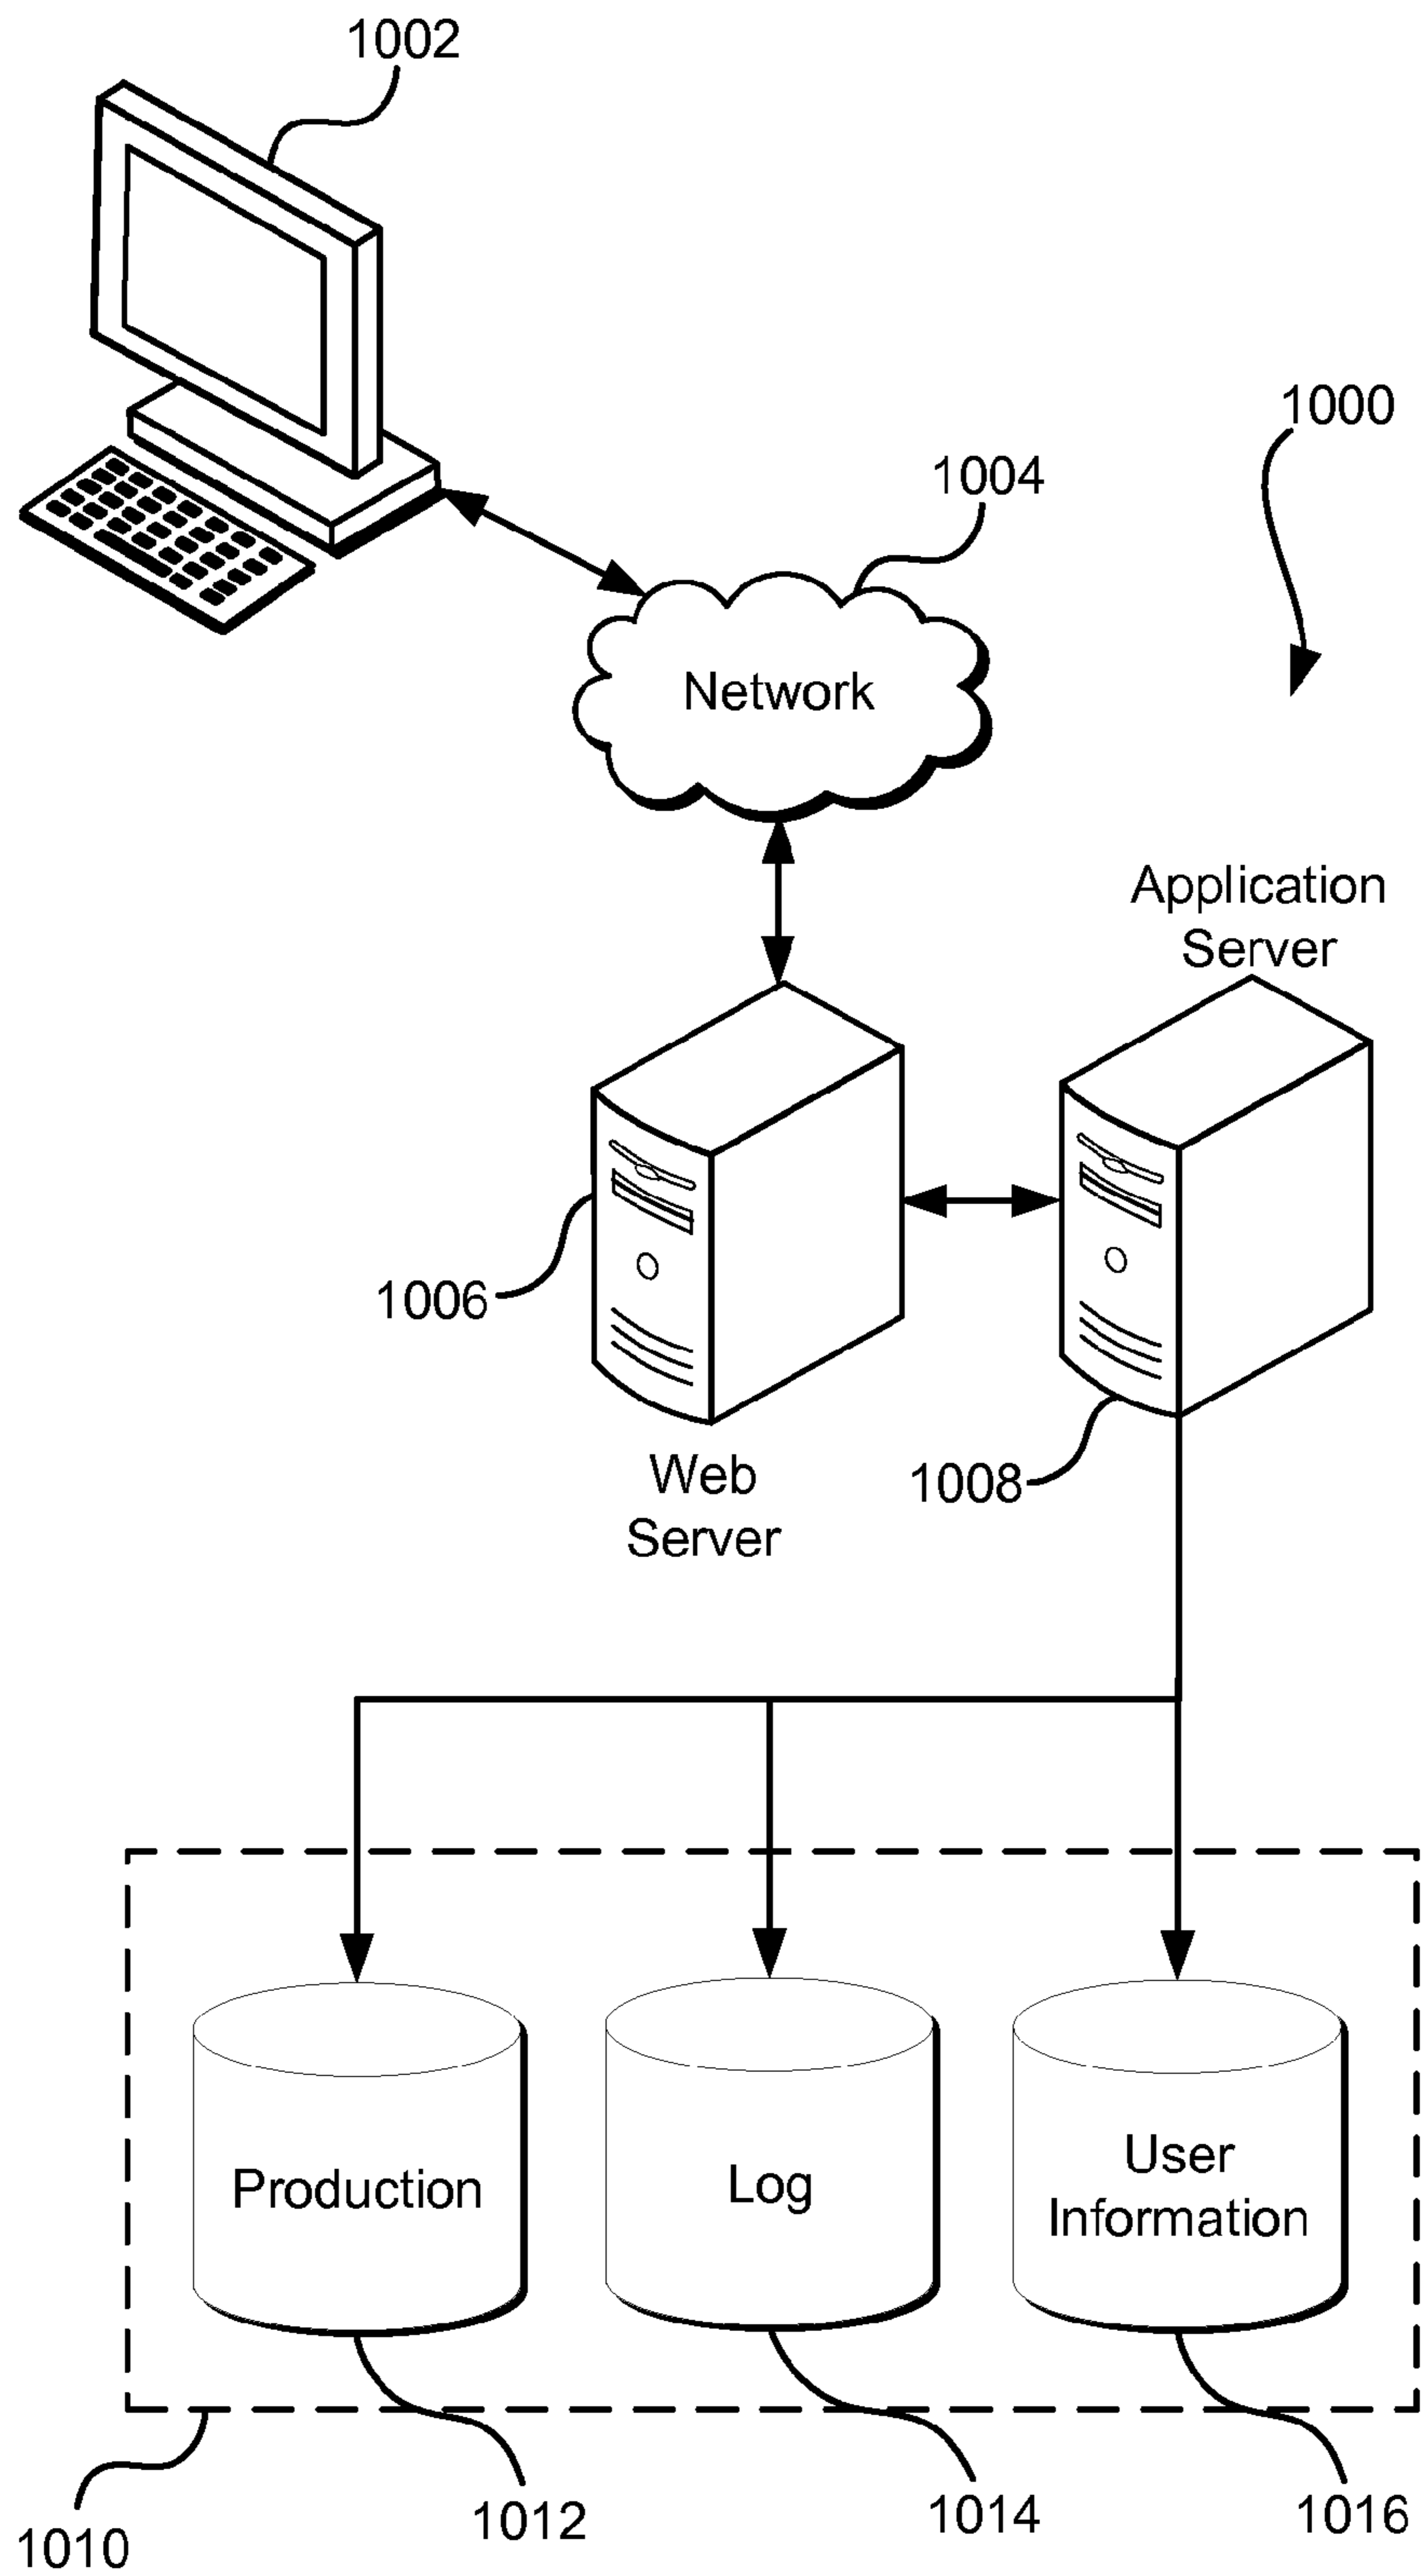 1002
1000
1004
Network
Application
Server
1006
Web
Server
1008
Production
Log
User
Information
1010
1012
1014
1016